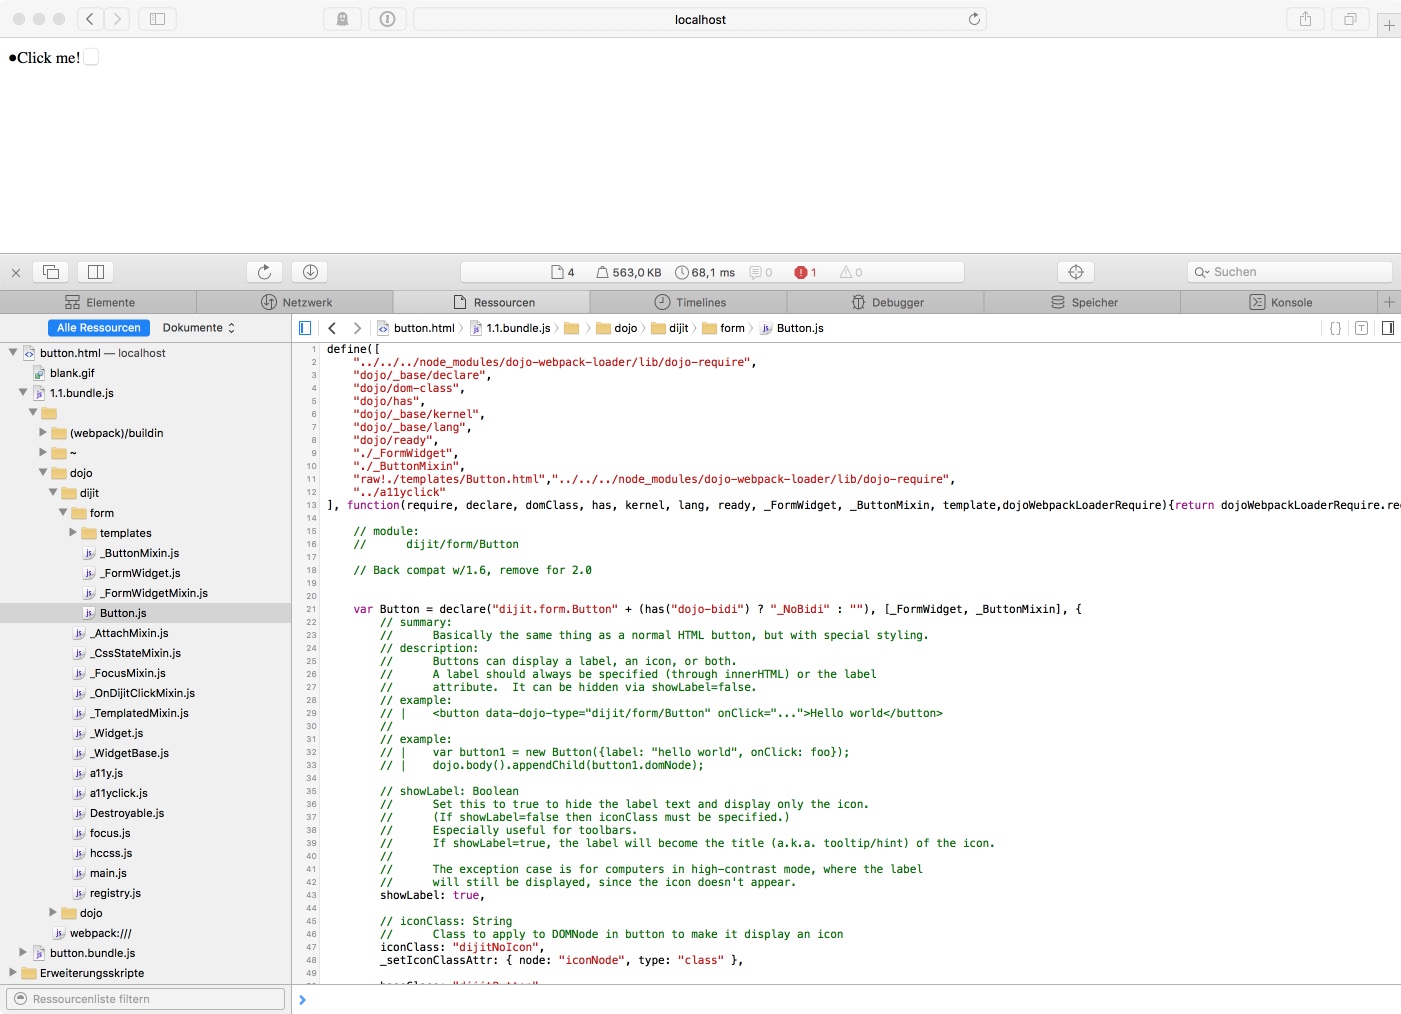 localhost
●Click me!
4 563,0 KB 68,1 ms 0 1 0
Suchen
Elemente Netzwerk Ressourcen Timelines Debugger Speicher Konsole
Alle Ressourcen Dokumente
button.html 1.1.bundle.js dojo dijit form Button.js
button.html — localhost
blank.gif
1.1.bundle.js
(webpack)/buildin
~
dojo
dijit
form
templates
_ButtonMixin.js
_FormWidget.js
_FormWidgetMixin.js
Button.js
_AttachMixin.js
_CssStateMixin.js
_FocusMixin.js
_OnDijitClickMixin.js
_TemplatedMixin.js
_Widget.js
_WidgetBase.js
a11y.js
a11yclick.js
Destroyable.js
focus.js
hccss.js
main.js
registry.js
dojo
webpack:///
button.bundle.js
Erweiterungsskripte
Ressourcenliste filtern
1 define([
2 "../../../node_modules/dojo-webpack-loader/lib/dojo-require",
3 "dojo/_base/declare",
4 "dojo/dom-class",
5 "dojo/has",
6 "dojo/_base/kernel",
7 "dojo/_base/lang",
8 "dojo/ready",
9 "./_FormWidget",
10 "./_ButtonMixin",
11 "raw!./templates/Button.html","../../../node_modules/dojo-webpack-loader/lib/dojo-require",
12 "../a11yclick"
13 ], function(require, declare, domClass, has, kernel, lang, ready, _FormWidget, _ButtonMixin, template,dojoWebpackLoaderRequire){return dojoWebpackLoaderRequire.re
14
15 // module:
16 // dijit/form/Button
17
18 // Back compat w/1.6, remove for 2.0
19
20
21 var Button = declare("dijit.form.Button" + (has("dojo-bidi") ? "_NoBidi" : ""), [_FormWidget, _ButtonMixin], {
22 // summary:
23 // Basically the same thing as a normal HTML button, but with special styling.
24 // description:
25 // Buttons can display a label, an icon, or both.
26 // A label should always be specified (through innerHTML) or the label
27 // attribute. It can be hidden via showLabel=false.
28 // example:
29 // | <button data-dojo-type="dijit/form/Button" onClick="...">Hello world</button>
30 //
31 // example:
32 // | var button1 = new Button({label: "hello world", onClick: foo});
33 // | dojo.body().appendChild(button1.domNode);
34
35 // showLabel: Boolean
36 // Set this to true to hide the label text and display only the icon.
37 // (If showLabel=false then iconClass must be specified.)
38 // Especially useful for toolbars.
39 // If showLabel=true, the label will become the title (a.k.a. tooltip/hint) of the icon.
40 //
41 // The exception case is for computers in high-contrast mode, where the label
42 // will still be displayed, since the icon doesn't appear.
43 showLabel: true,
44
45 // iconClass: String
46 // Class to apply to DOMNode in button to make it display an icon
47 iconClass: "dijitNoIcon",
48 _setIconClassAttr: { node: "iconNode", type: "class" },
49